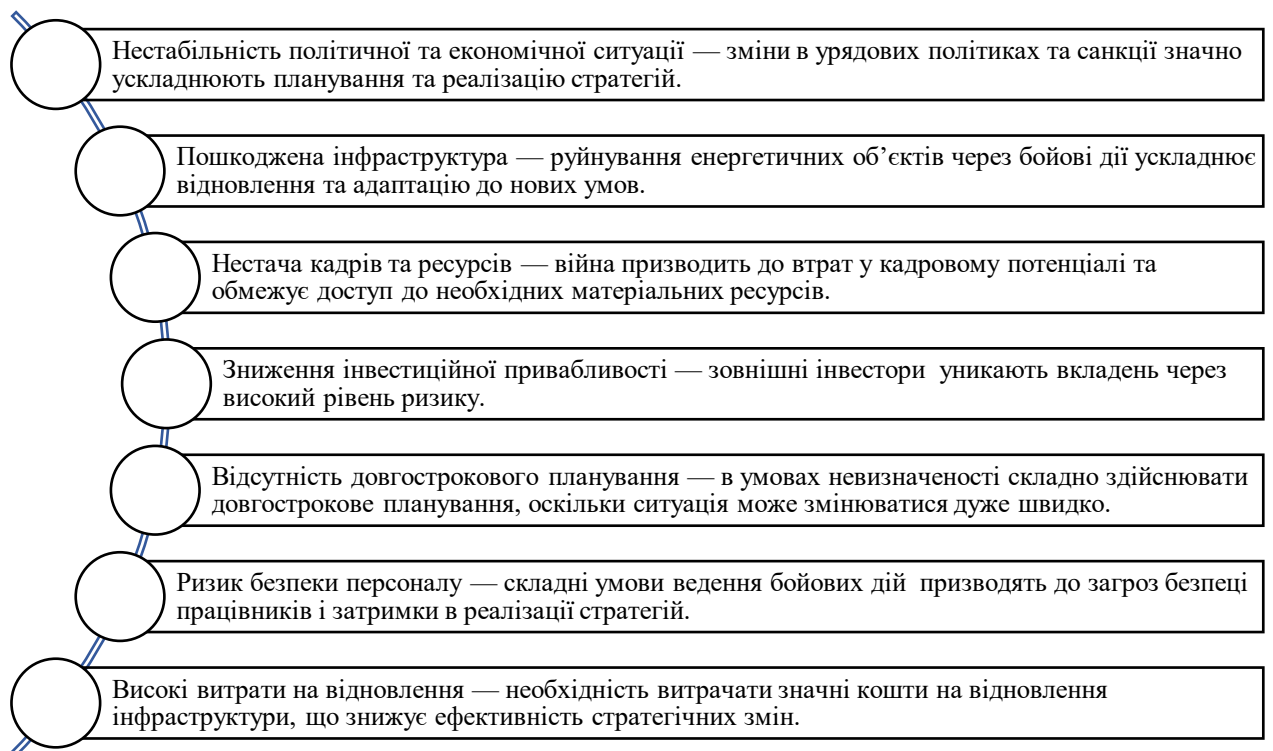 Нестабільність політичної та економічної ситуації — зміни в урядових політиках та санкції значно
ускладнюють планування та реалізацію стратегій.
Пошкоджена інфраструктура — руйнування енергетичних об’єктів через бойові дії ускладнює
відновлення та адаптацію до нових умов.
Нестача кадрів та ресурсів — війна призводить до втрат у кадровому потенціалі та
обмежує доступ до необхідних матеріальних ресурсів.
Зниження інвестиційної привабливості — зовнішні інвестори  уникають вкладень через
високий рівень ризику.
Відсутність довгострокового планування — в умовах невизначеності складно здійснювати
довгострокове планування, оскільки ситуація може змінюватися дуже швидко.
Ризик безпеки персоналу — складні умови ведення бойових дій  призводять до загроз безпеці
працівників і затримки в реалізації стратегій.
Високі витрати на відновлення — необхідність витрачати значні кошти на відновлення
інфраструктури, що знижує ефективність стратегічних змін.